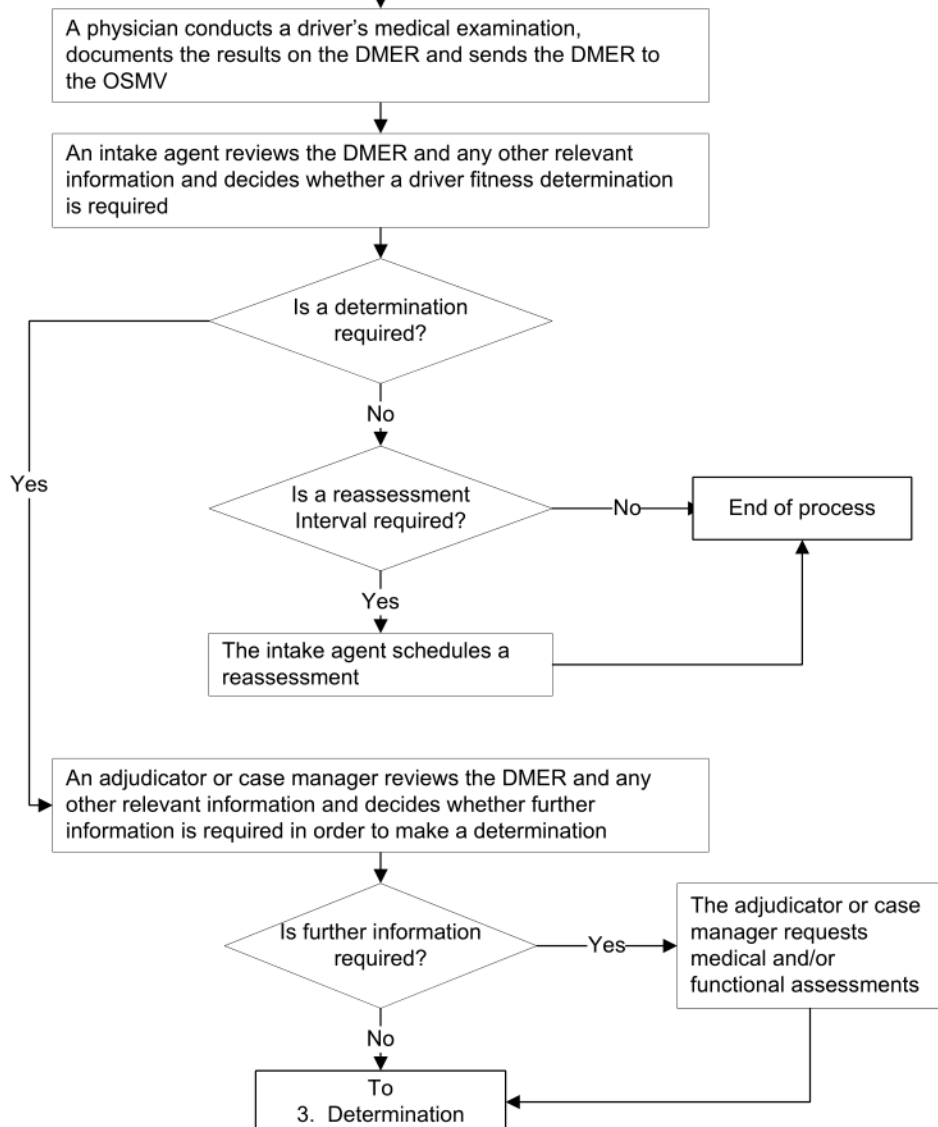 A physician conducts a driver's medical examination,
documents the results on the DMER and sends the DMER to
the OSMV
An intake agent reviews the DMER and any other relevant
information and decides whether a driver fitness determination
is required
Is a determination
required?
No
Yes
Is a reassessment
Interval required?
No
End of process
Yes
The intake agent schedules a
reassessment
An adjudicator or case manager reviews the DMER and any
other relevant information and decides whether further
information is required in order to make a determination
Is further information
required?
Yes
The adjudicator or case
manager requests
medical and/or
functional assessments
No
To
3. Determination